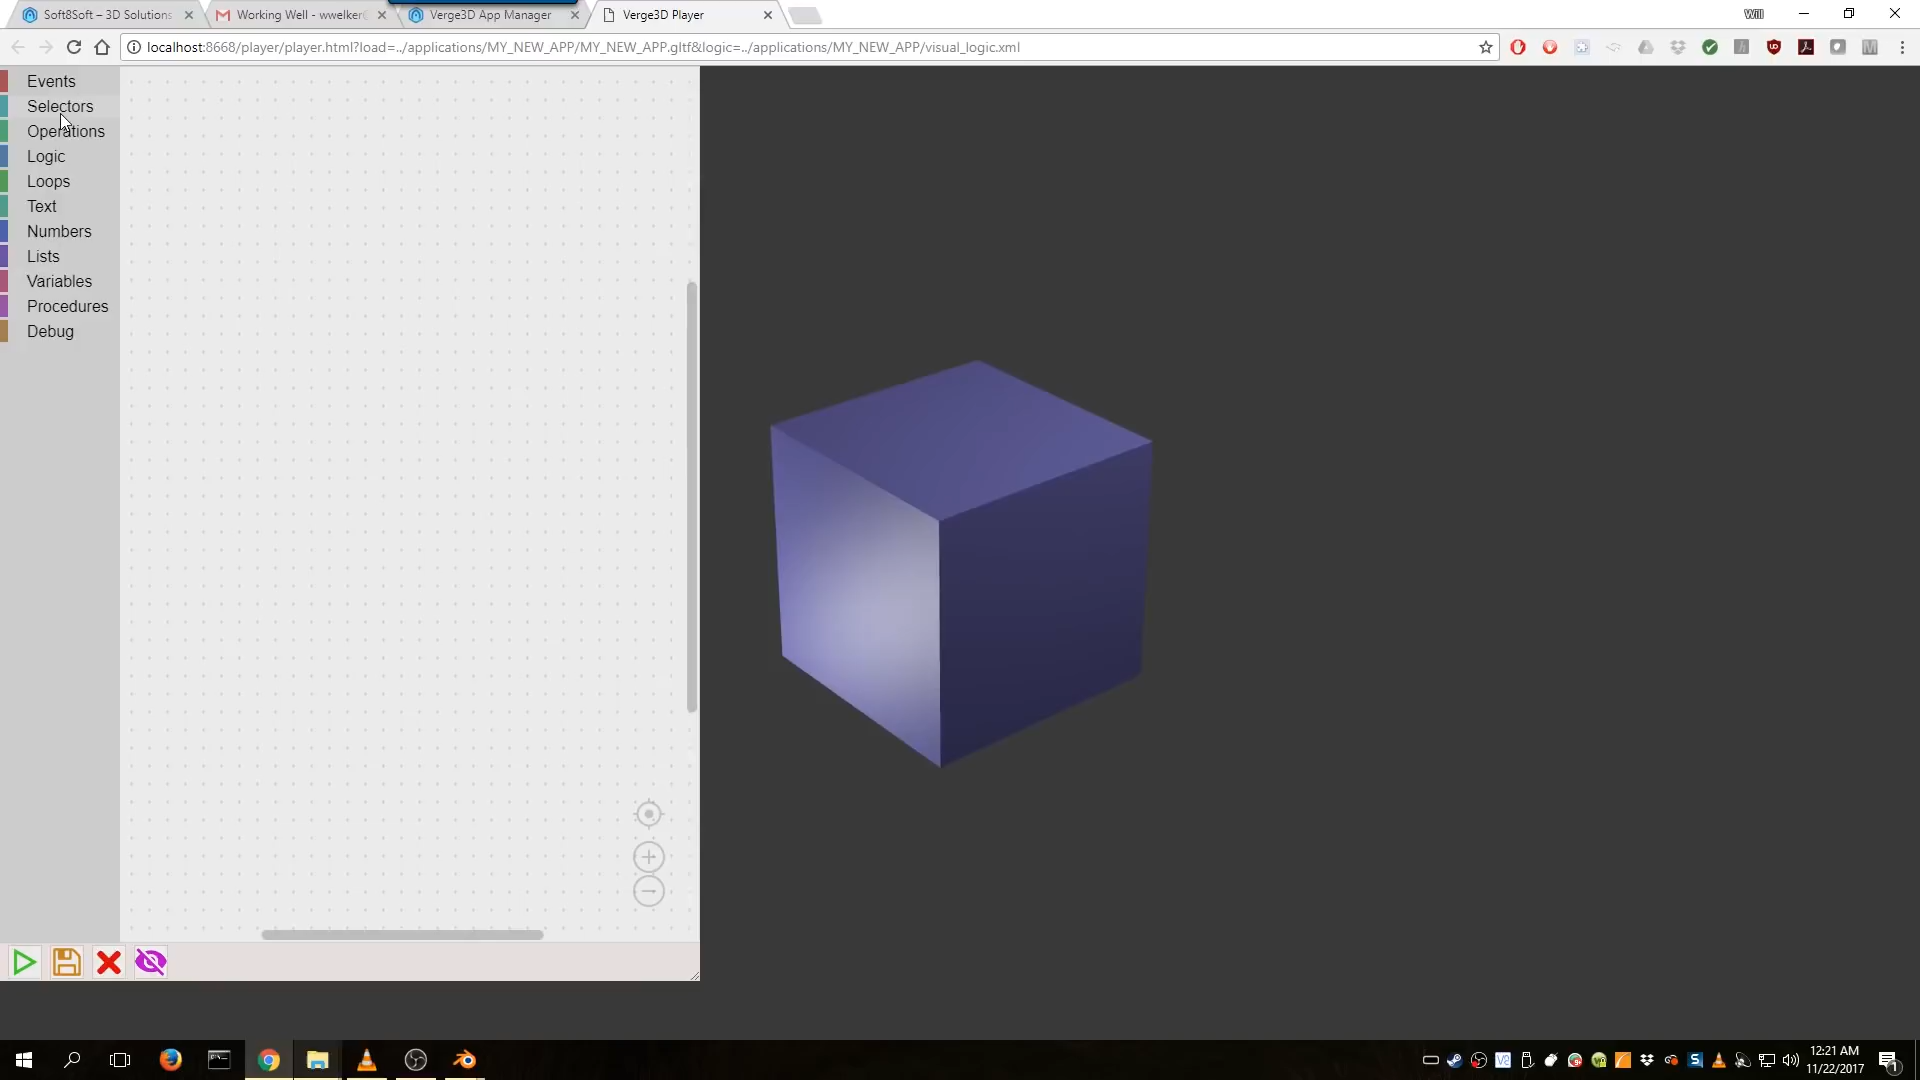 Soft8Soft – 3D Solutions
Working Well - wwelker@
Verge3D App Manager
Verge3D Player
Will
localhost:8668/player/player.html?load=../applications/MY_NEW_APP/MY_NEW_APP.gltf&logic=../applications/MY_NEW_APP/visual_logic.xml
Events
Selectors
Operations
Logic
Loops
Text
Numbers
Lists
Variables
Procedures
Debug
12:21 AM
11/22/2017